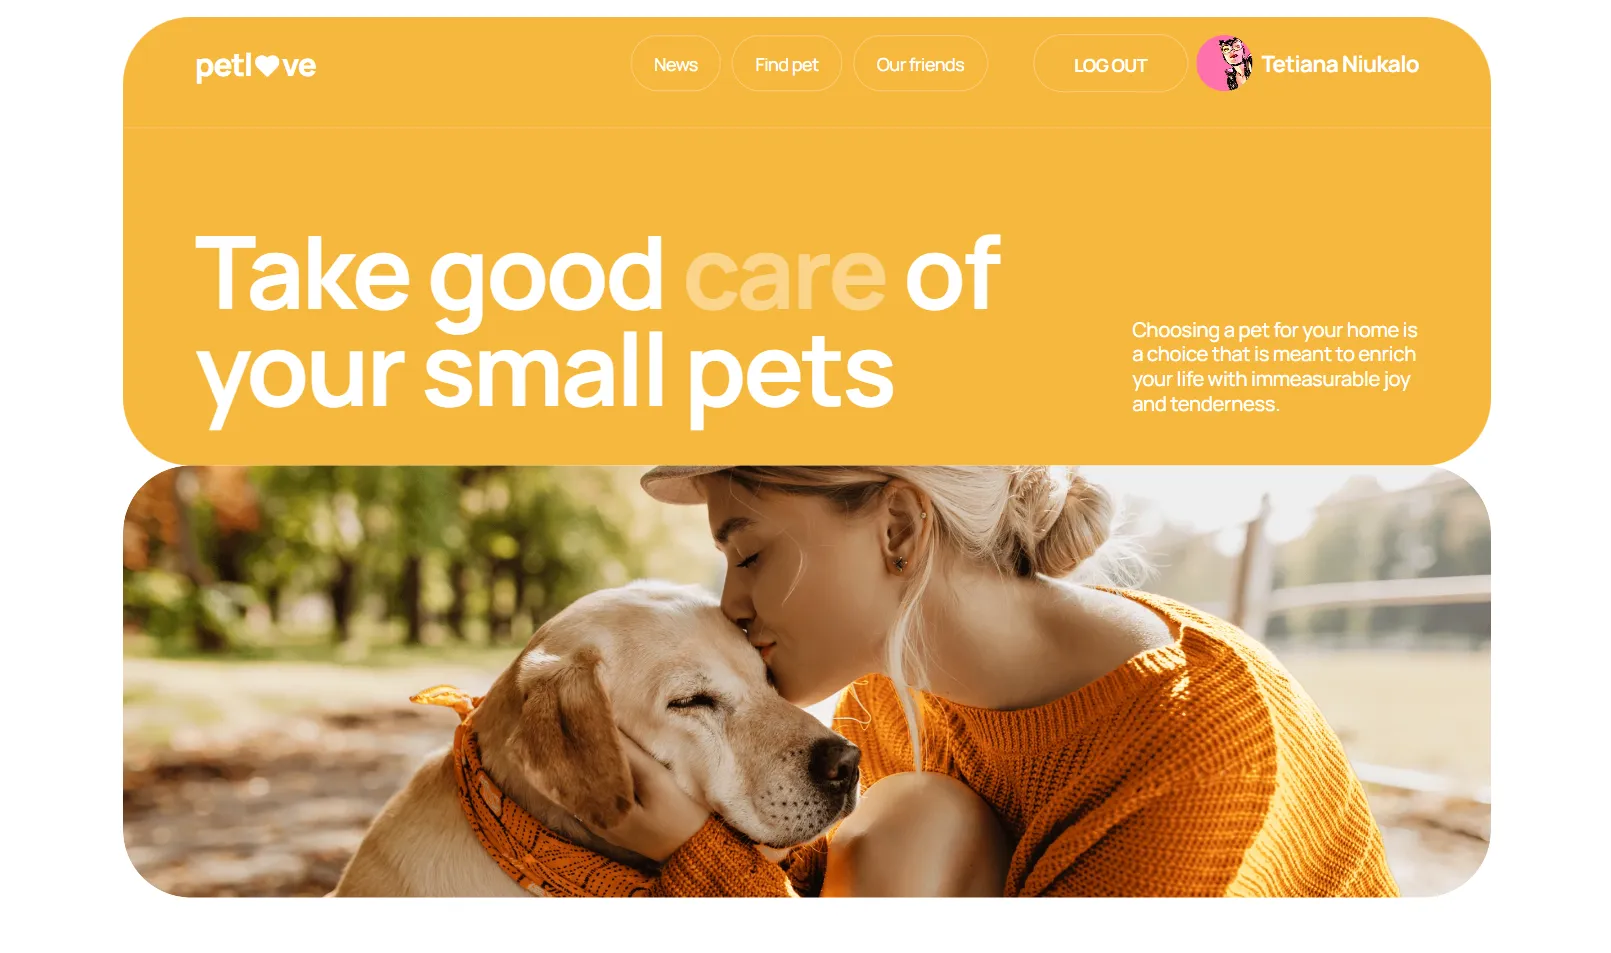 petl♥ve
News
Find pet
Our friends
LOG OUT
Tetiana Niukalo
Take good care of
your small pets
Choosing a pet for your home is
a choice that is meant to enrich
your life with immeasurable joy
and tenderness.